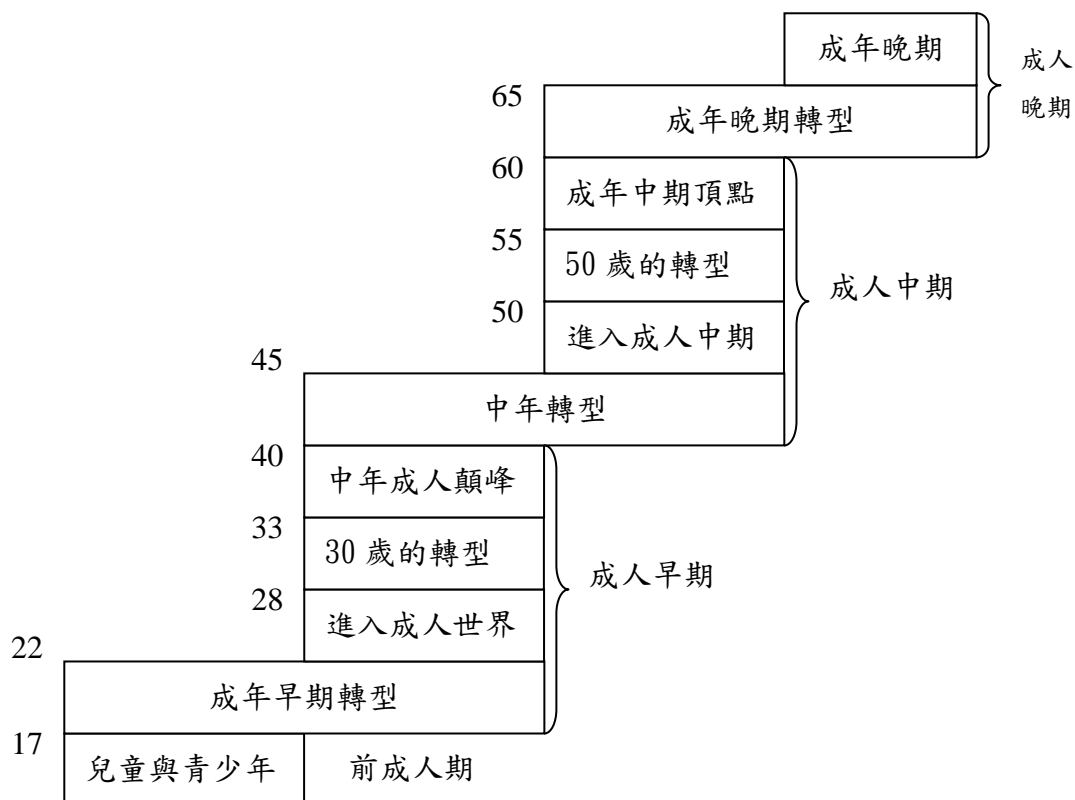 成年晚期
成人
晚期
65
成年晚期轉型
60
成年中期頂點
55
50 歲的轉型
成人中期
50
進入成人中期
45
中年轉型
40
中年成人顛峰
33
30 歲的轉型
成人早期
28
進入成人世界
22
成年早期轉型
17
兒童與青少年
前成人期